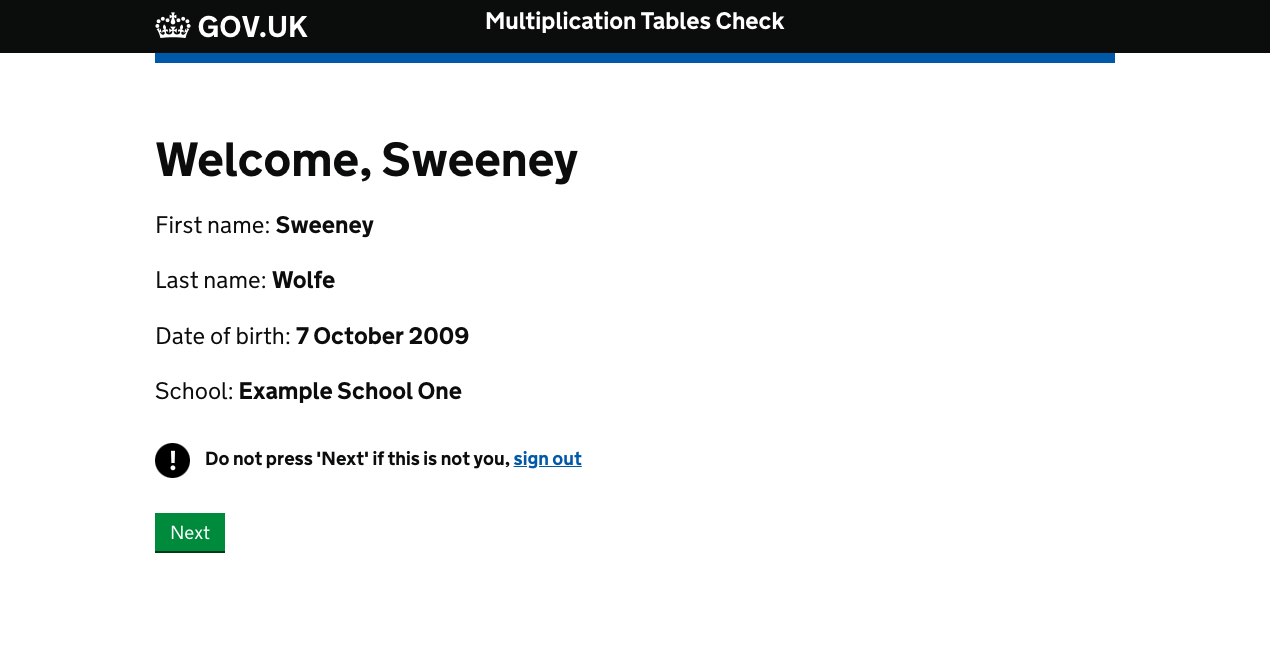 GOV.UK
Multiplication Tables Check
Welcome, Sweeney
First name: Sweeney
Last name: Wolfe
Date of birth: 7 October 2009
School: Example School One
! Do not press 'Next' if this is not you, sign out
Next